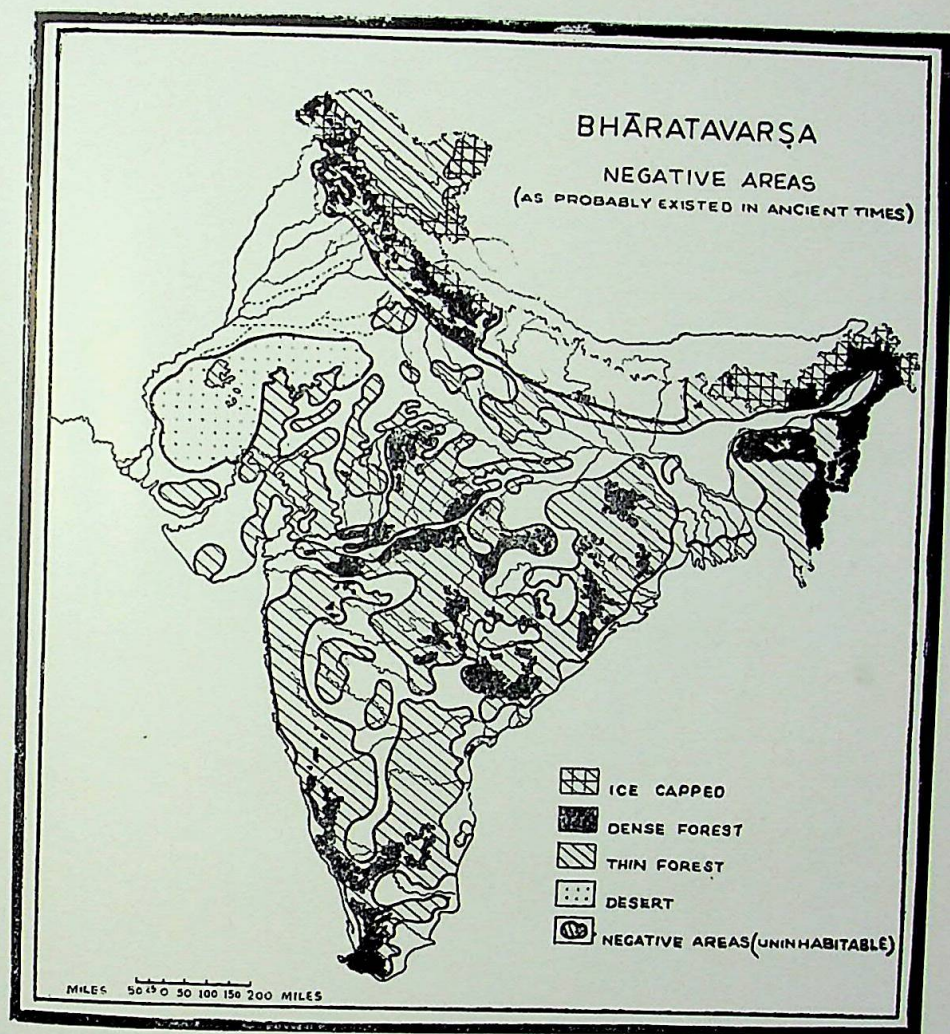 BHĀRATAVARṢA
NEGATIVE AREAS
(AS PROBABLY EXISTED IN ANCIENT TIMES)
ICE CAPPED
DENSE FOREST
THIN FOREST
DESERT
NEGATIVE AREAS (UNINHABITABLE)
MILES 50 25 0 50 100 150 200 MILES